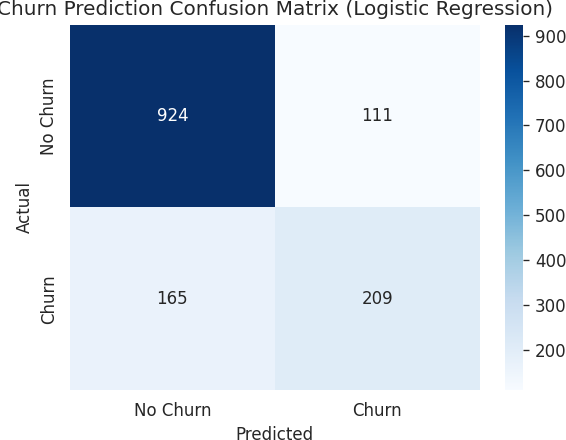 Churn Prediction Confusion Matrix (Logistic Regression)
No Churn
Churn
Actual
924
111
165
209
No Churn
Churn
Predicted
900
800
700
600
500
400
300
200